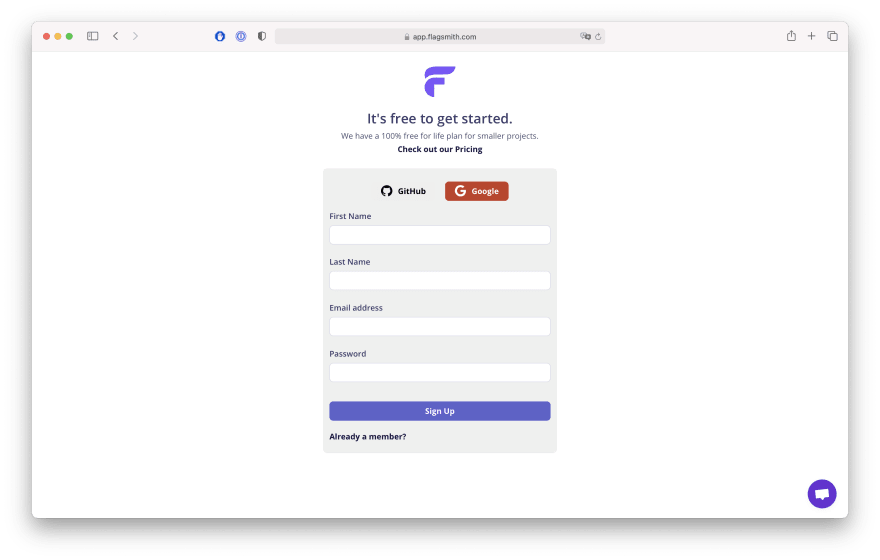 app.flagsmith.com
It's free to get started.
We have a 100% free for life plan for smaller projects.
Check out our Pricing
GitHub
Google
First Name
Last Name
Email address
Password
Sign Up
Already a member?